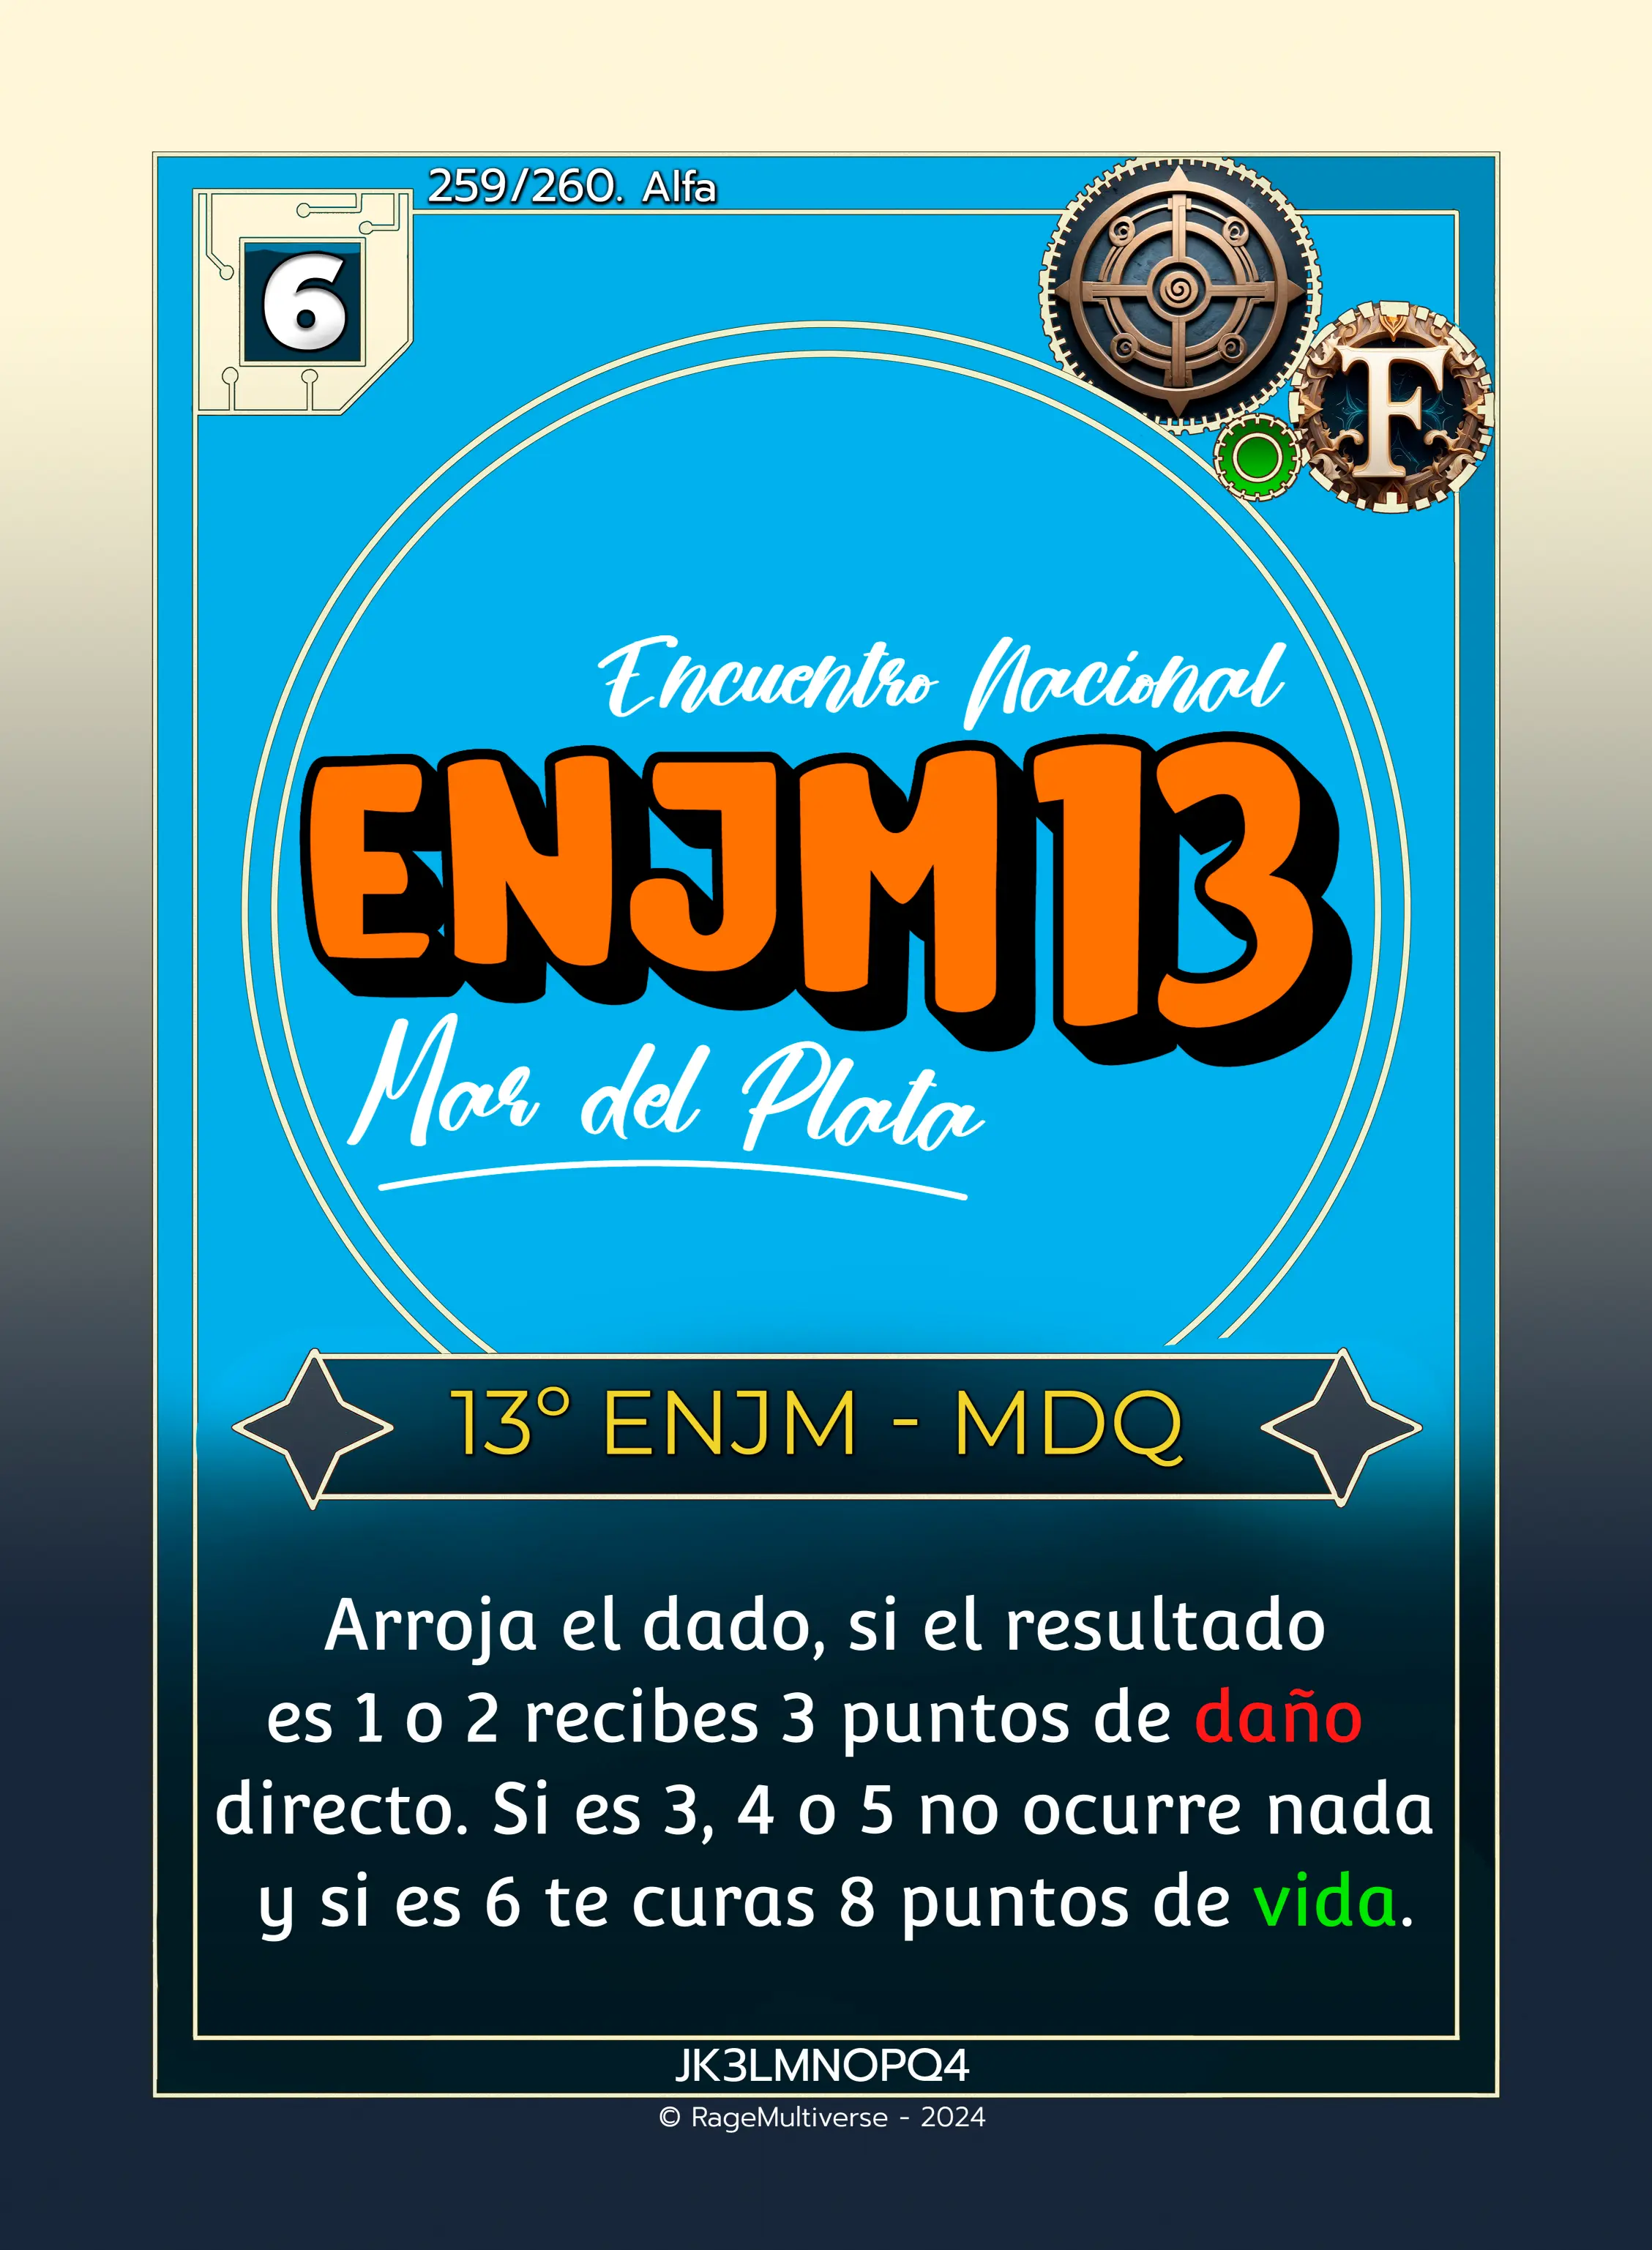 259/260. Alfa
6
F
Encuentro Nacional
ENJM13
Mar del Plata
13º ENJM - MDQ
Arroja el dado, si el resultado
es 1 o 2 recibes 3 puntos de daño
directo. Si es 3, 4 o 5 no ocurre nada
y si es 6 te curas 8 puntos de vida.
JK3LMNOPQ4
© RageMultiverse - 2024